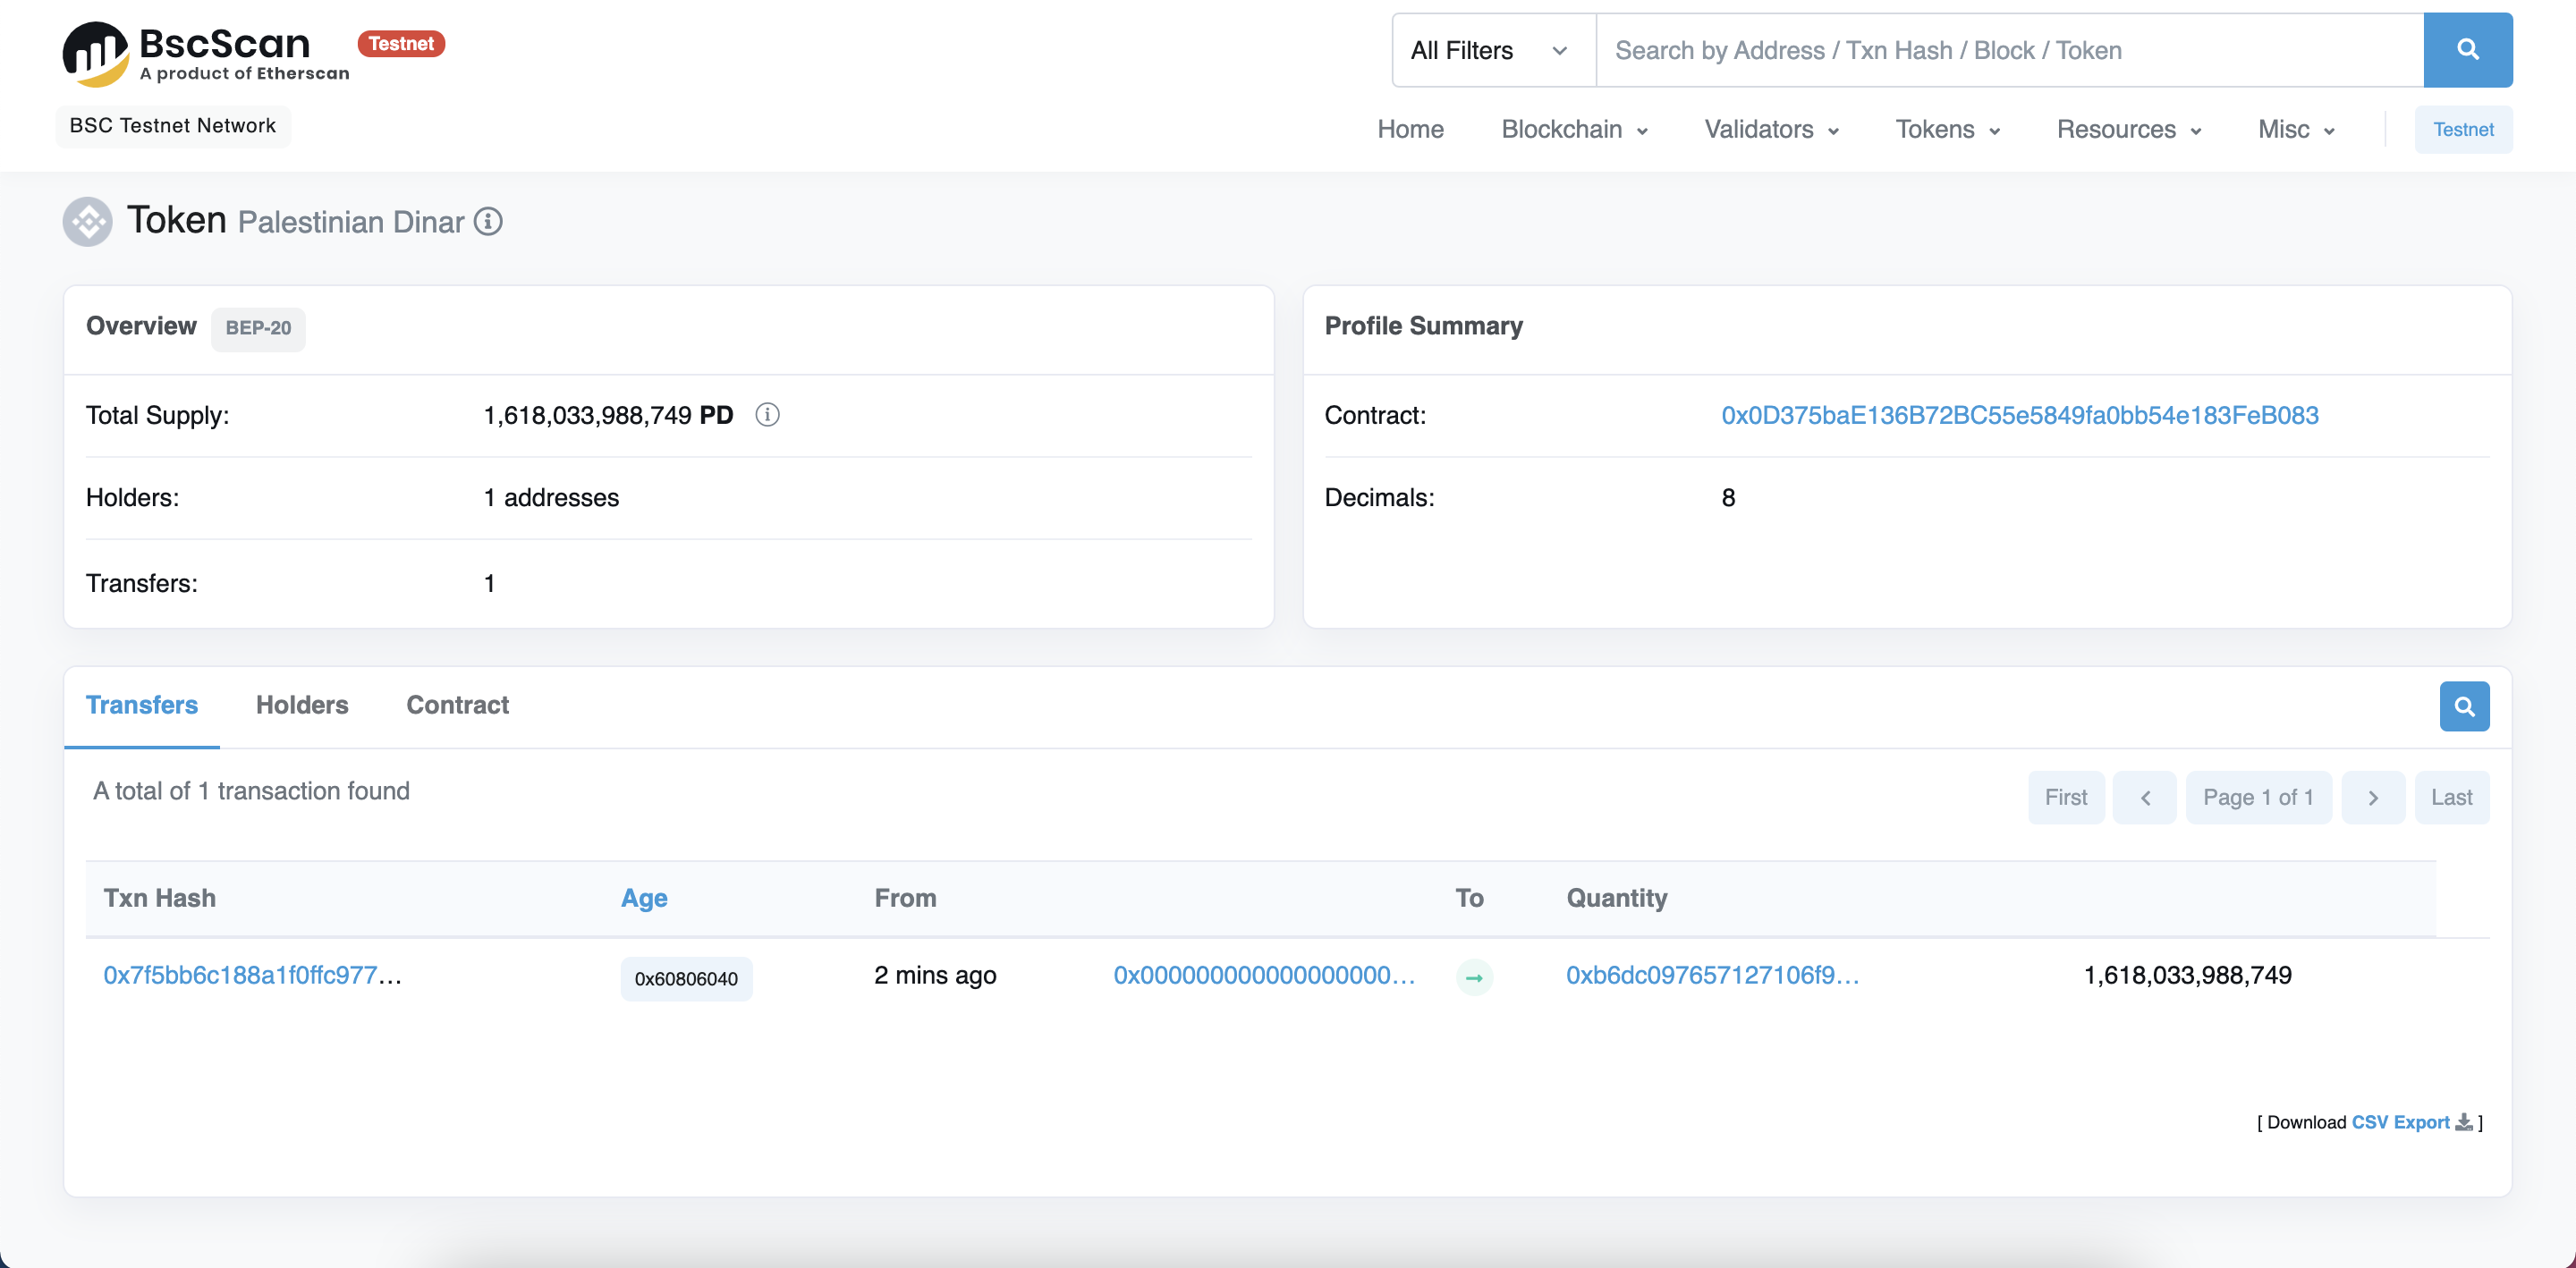 BscScan
A product of Etherscan
Testnet
BSC Testnet Network
All Filters
Search by Address / Txn Hash / Block / Token
Home Blockchain Validators Tokens Resources Misc Testnet
Token Palestinian Dinar
Overview BEP-20
Total Supply: 1,618,033,988,749 PD
Holders: 1 addresses
Transfers: 1
Profile Summary
Contract: 0x0D375baE136B72BC55e5849fa0bb54e183FeB083
Decimals: 8
Transfers Holders Contract
A total of 1 transaction found
First Page 1 of 1 Last
Txn Hash Age From To Quantity
0x7f5bb6c188a1f0ffc977... 0x60806040 2 mins ago 0x000000000000000000... 0xb6dc097657127106f9... 1,618,033,988,749
[ Download CSV Export ]